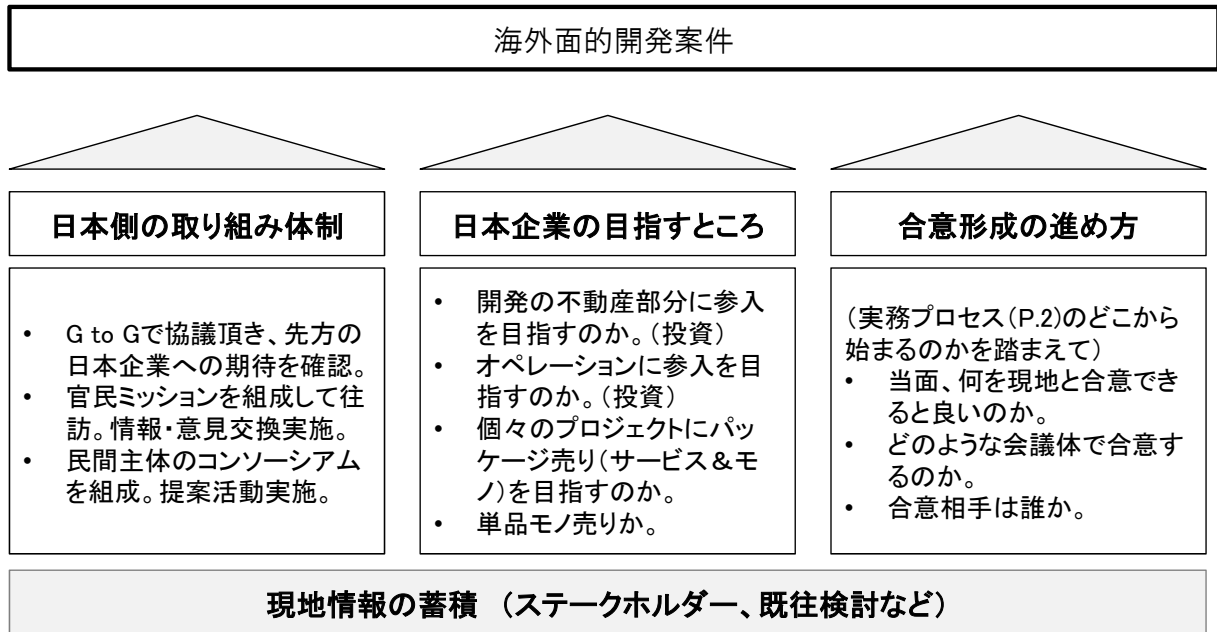 海外面的開発案件
日本側の取り組み体制
• G to Gで協議頂き、先方の
日本企業への期待を確認。
• 官民ミッションを組成して往
訪。情報・意見交換実施。
• 民間主体のコンソーシアム
を組成。提案活動実施。
日本企業の目指すところ
• 開発の不動産部分に参入
を目指すのか。(投資)
• オペレーションに参入を目
指すのか。(投資)
• 個々のプロジェクトにパッ
ケージ売り(サービス&モ
ノ)を目指すのか。
• 単品モノ売りか。
合意形成の進め方
(実務プロセス(P.2)のどこから
始まるのかを踏まえて)
• 当面、何を現地と合意でき
ると良いのか。
• どのような会議体で合意す
るのか。
• 合意相手は誰か。
現地情報の蓄積 (ステークホルダー、既往検討など)